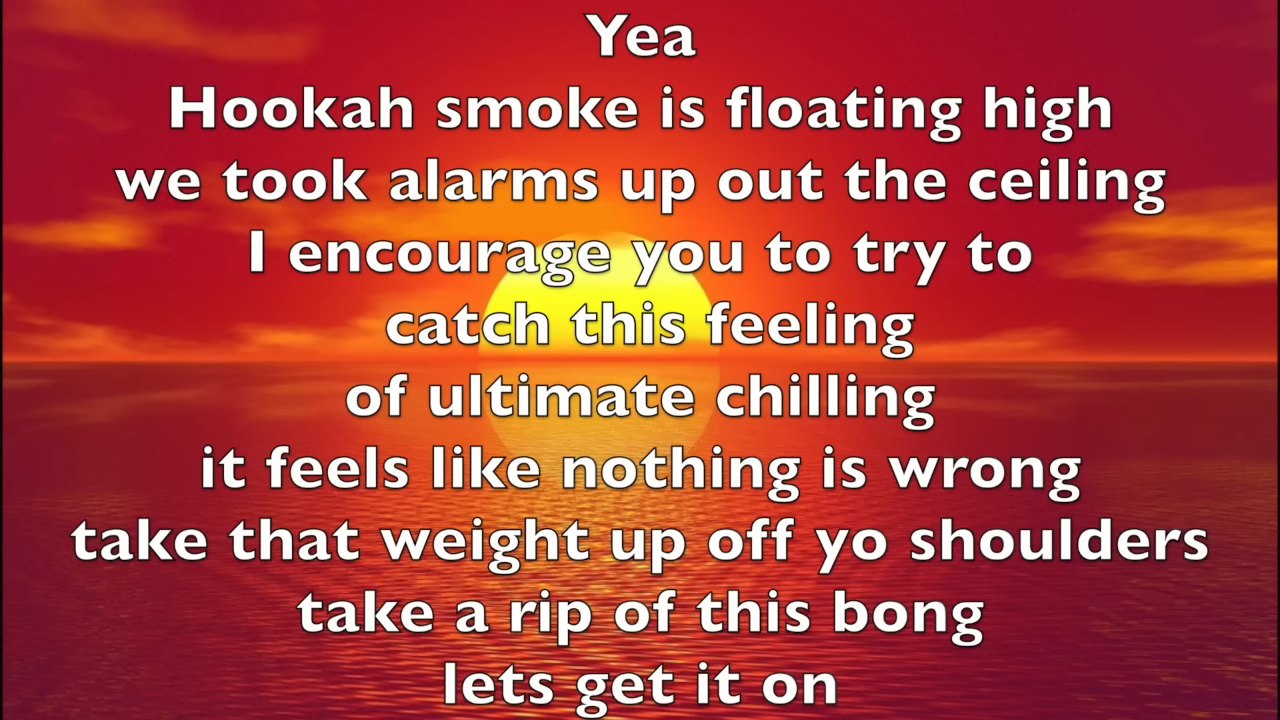 Yea
Hookah smoke is floating high
we took alarms up out the ceiling
I encourage you to try to
catch this feeling
of ultimate chilling
it feels like nothing is wrong
take that weight up off yo shoulders
take a rip of this bong
lets get it on